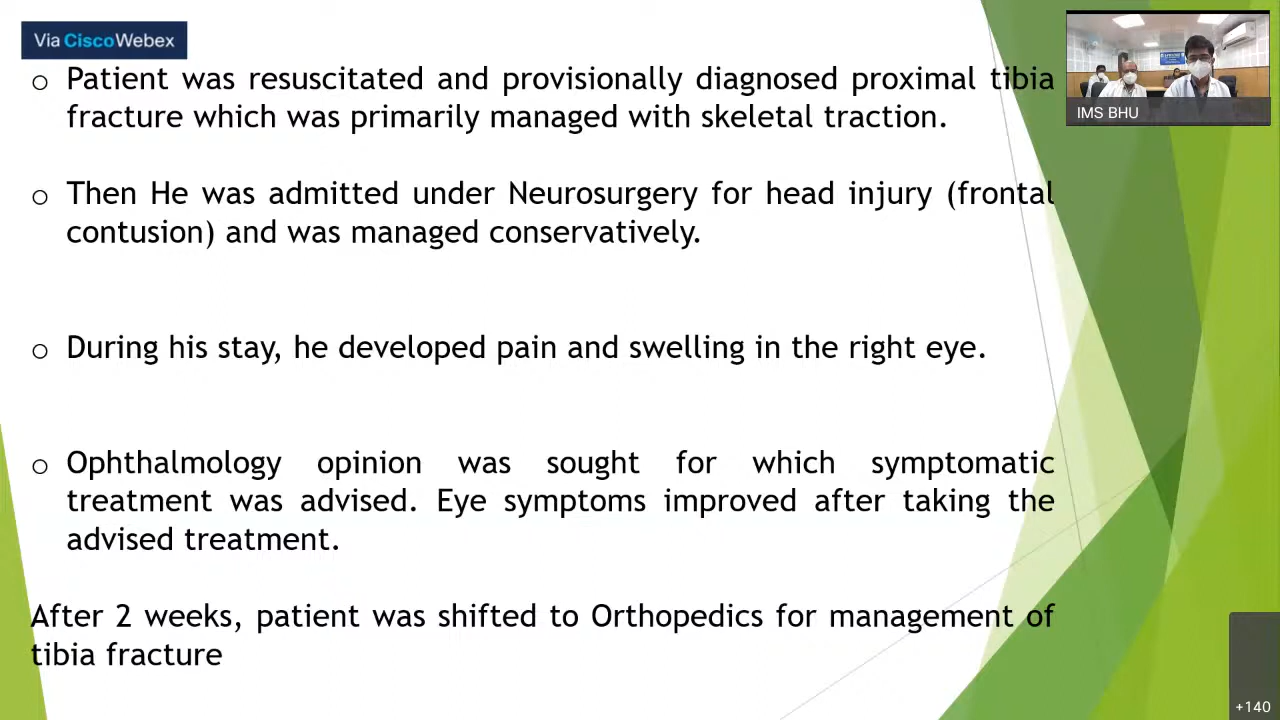 Via CiscoWebex
o Patient was resuscitated and provisionally diagnosed proximal tibia
fracture which was primarily managed with skeletal traction.
o Then He was admitted under Neurosurgery for head injury (frontal
contusion) and was managed conservatively.
o During his stay, he developed pain and swelling in the right eye.
o Ophthalmology opinion was sought for which symptomatic
treatment was advised. Eye symptoms improved after taking the
advised treatment.
After 2 weeks, patient was shifted to Orthopedics for management of
tibia fracture
IMS BHU
+140